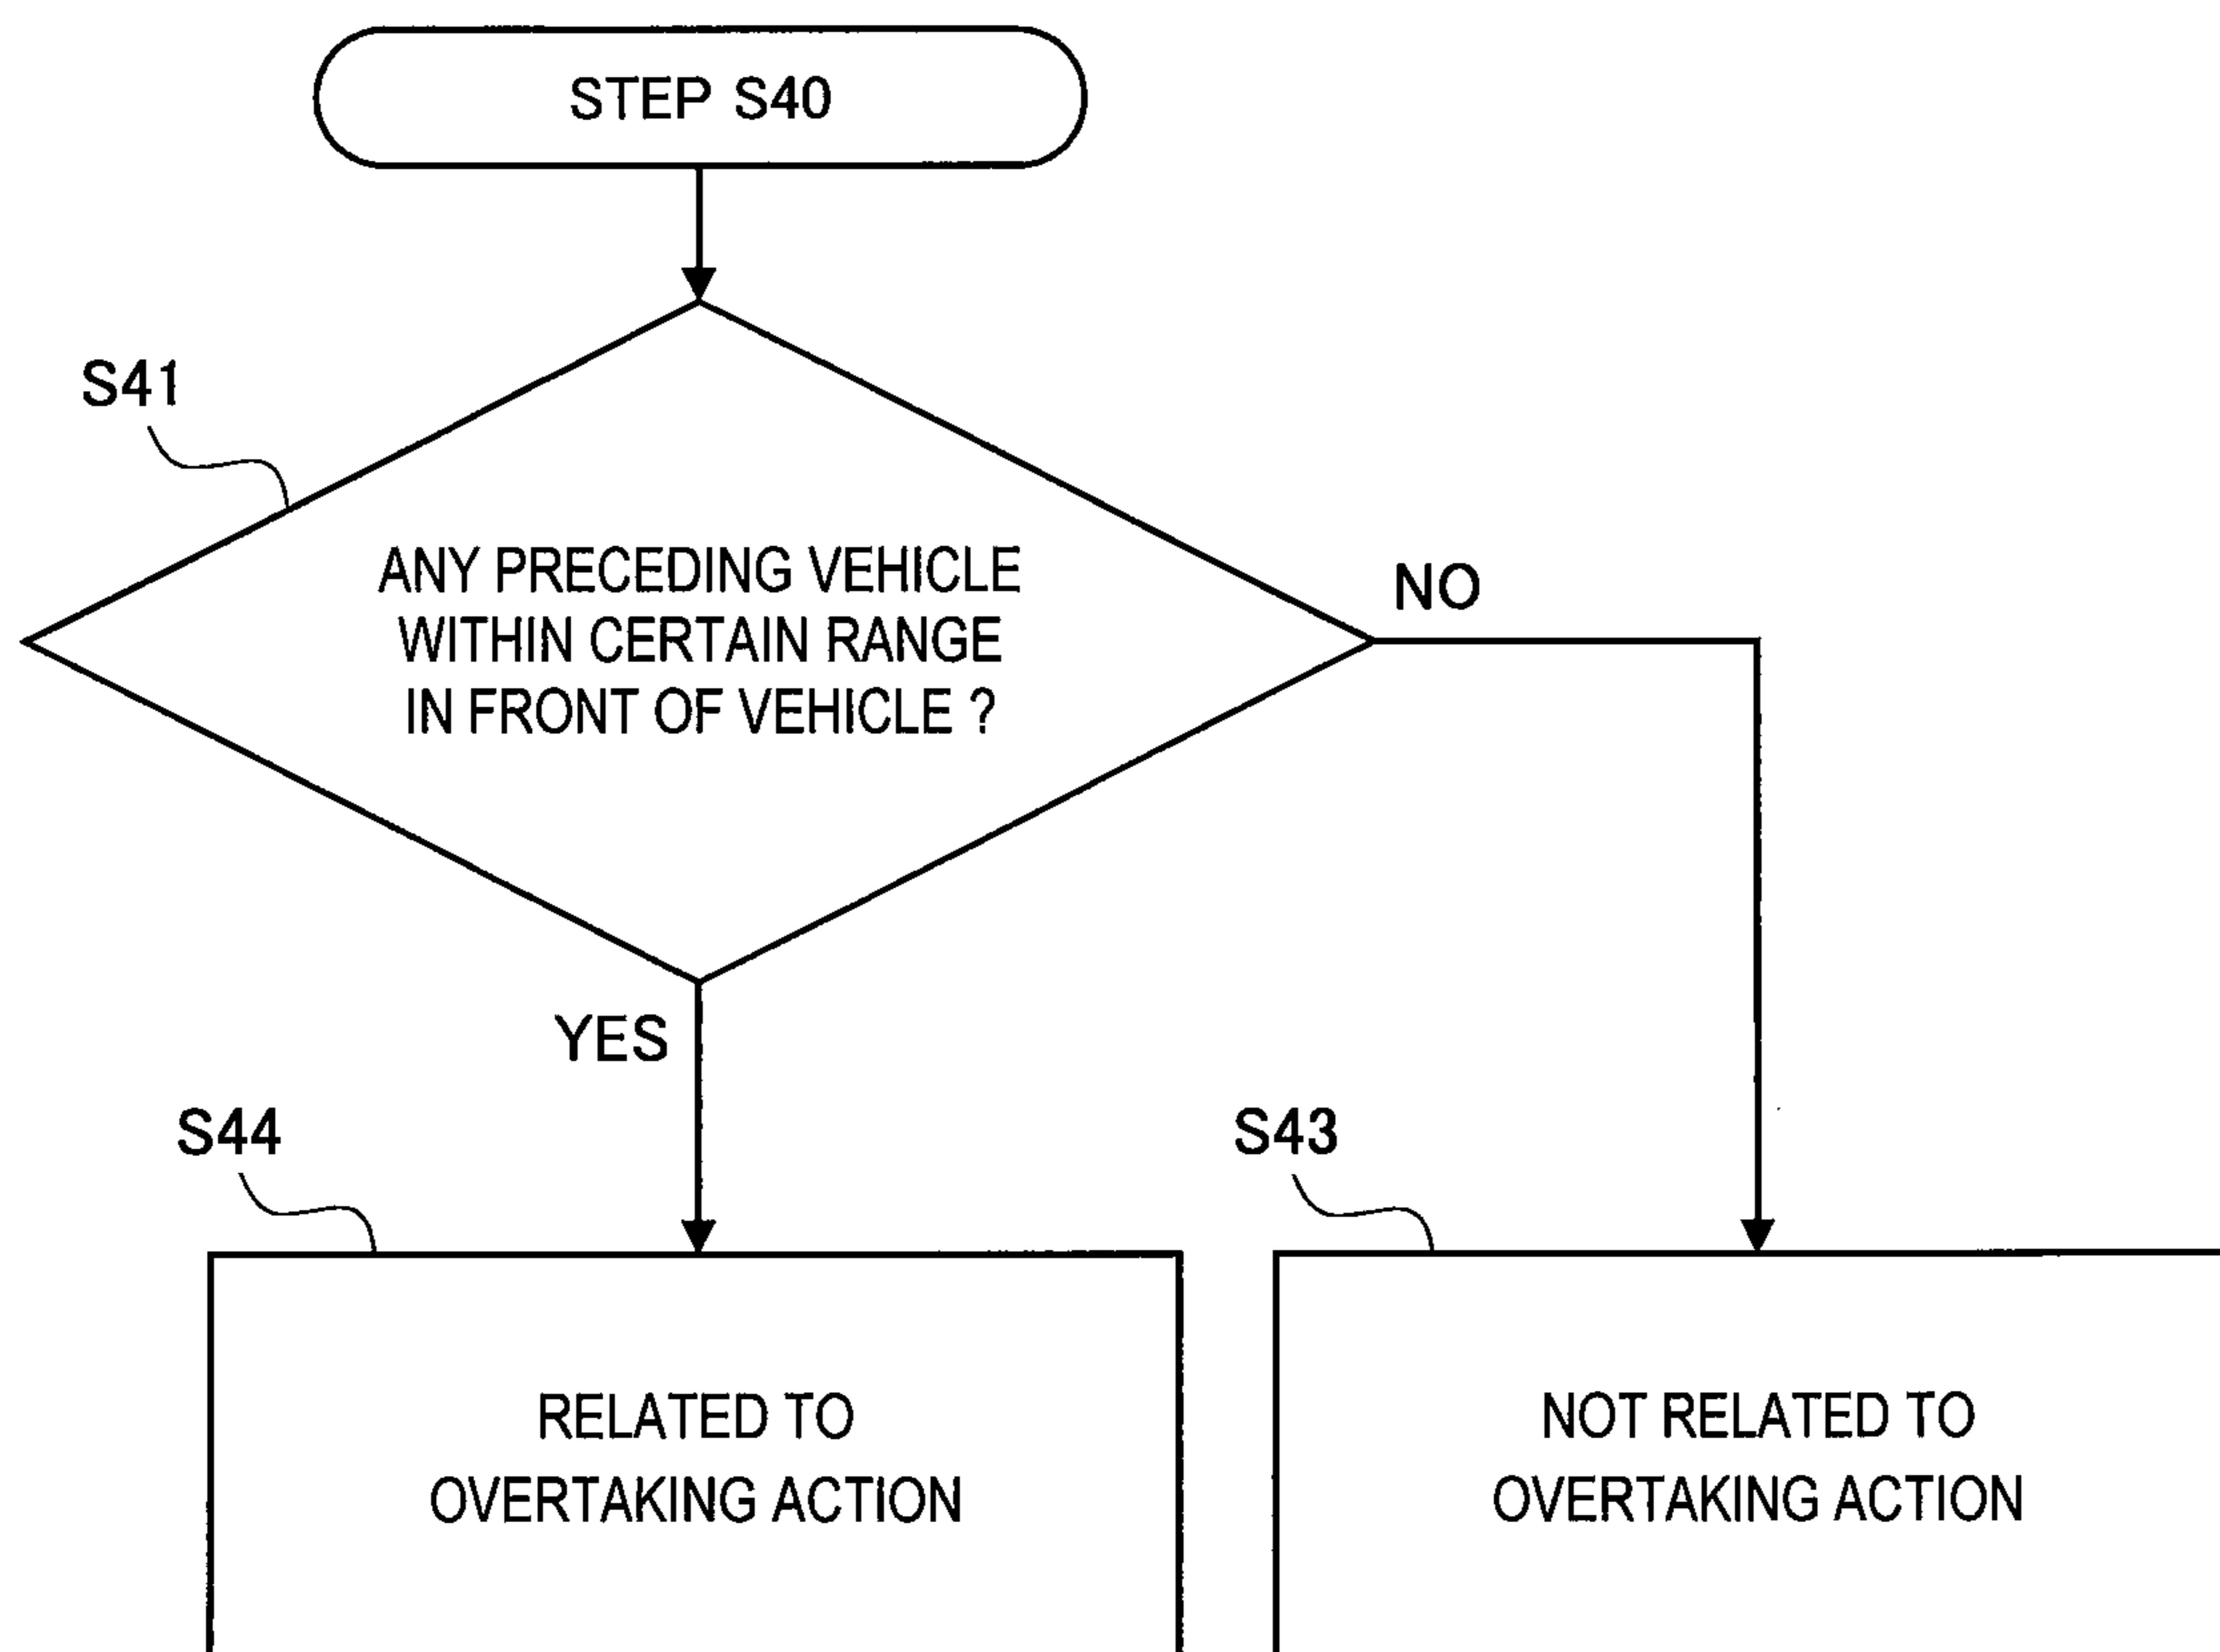 STEP S40
S41
ANY PRECEDING VEHICLE
WITHIN CERTAIN RANGE
IN FRONT OF VEHICLE ?
NO
YES
S44
S43
RELATED TO
OVERTAKING ACTION
NOT RELATED TO
OVERTAKING ACTION